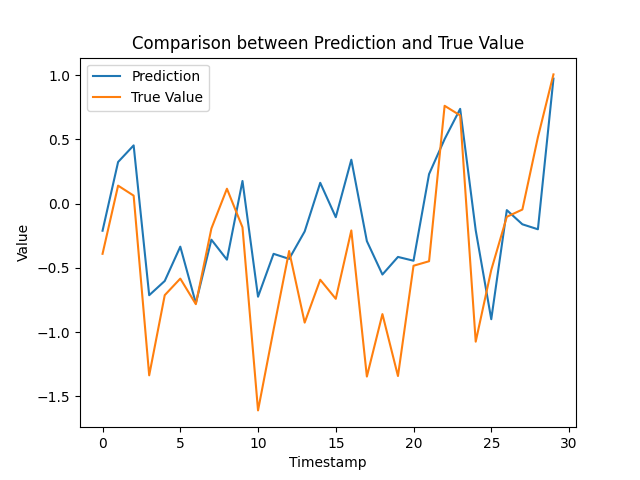 Comparison between Prediction and True Value
Prediction
True Value
1.0
0.5
0.0
−0.5
−1.0
−1.5
Value
0 5 10 15 20 25 30
Timestamp